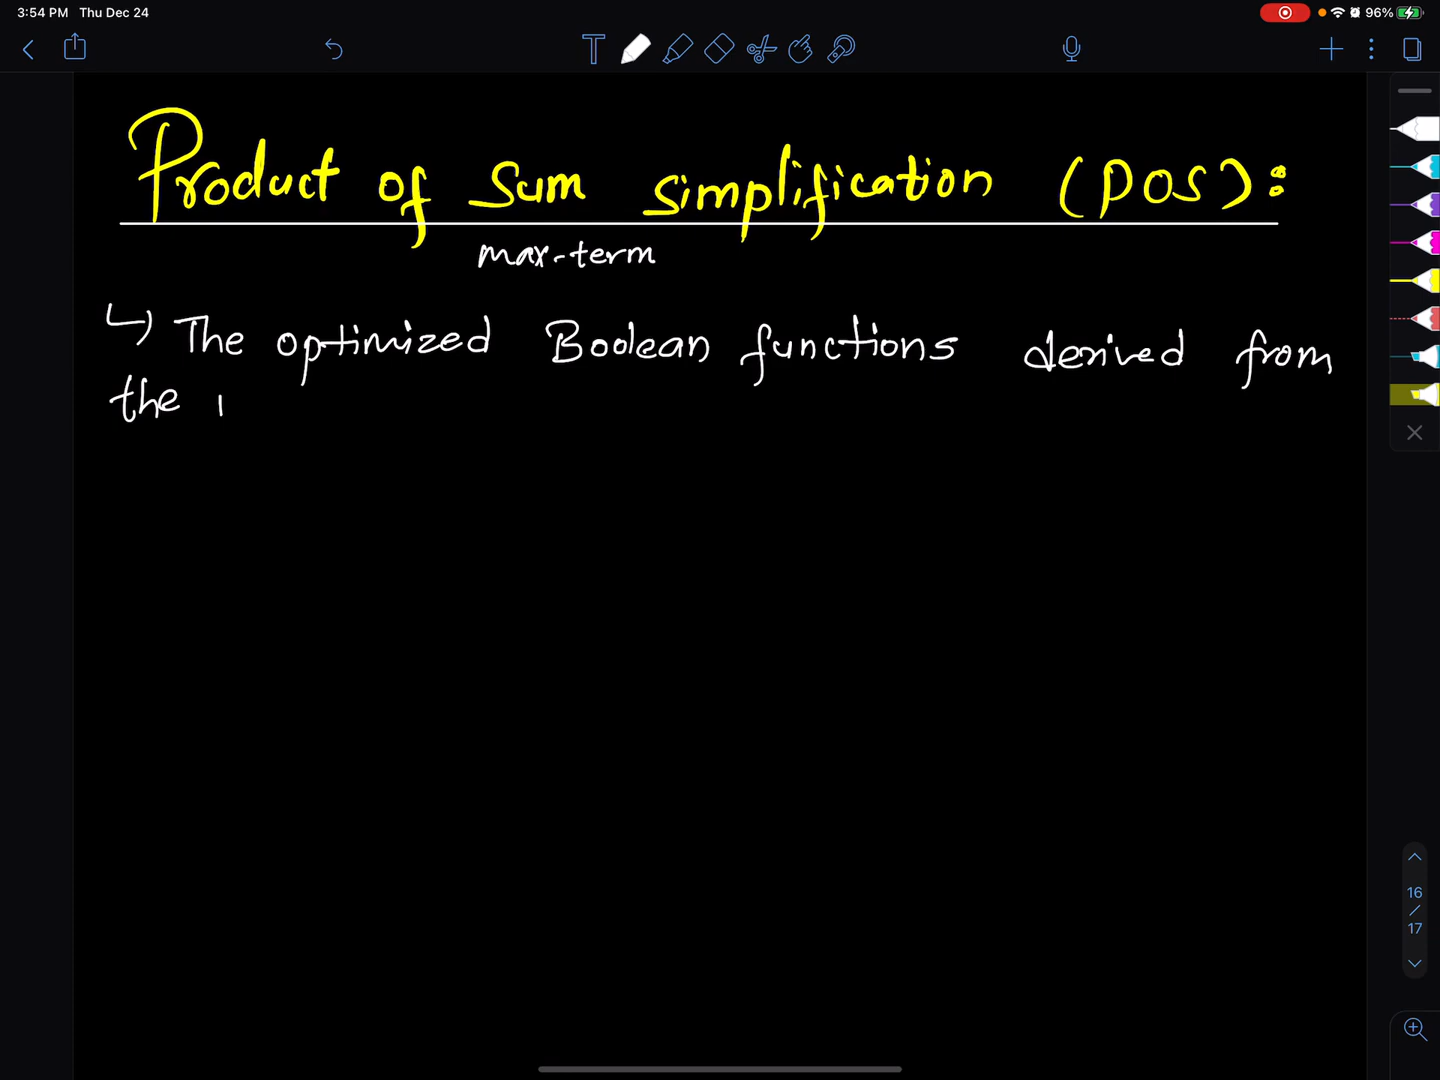 3:54 PM Thu Dec 24
96%
Product of Sum simplification (POS):
max-term
↳ The optimized Boolean functions derived from
the
16
/
17